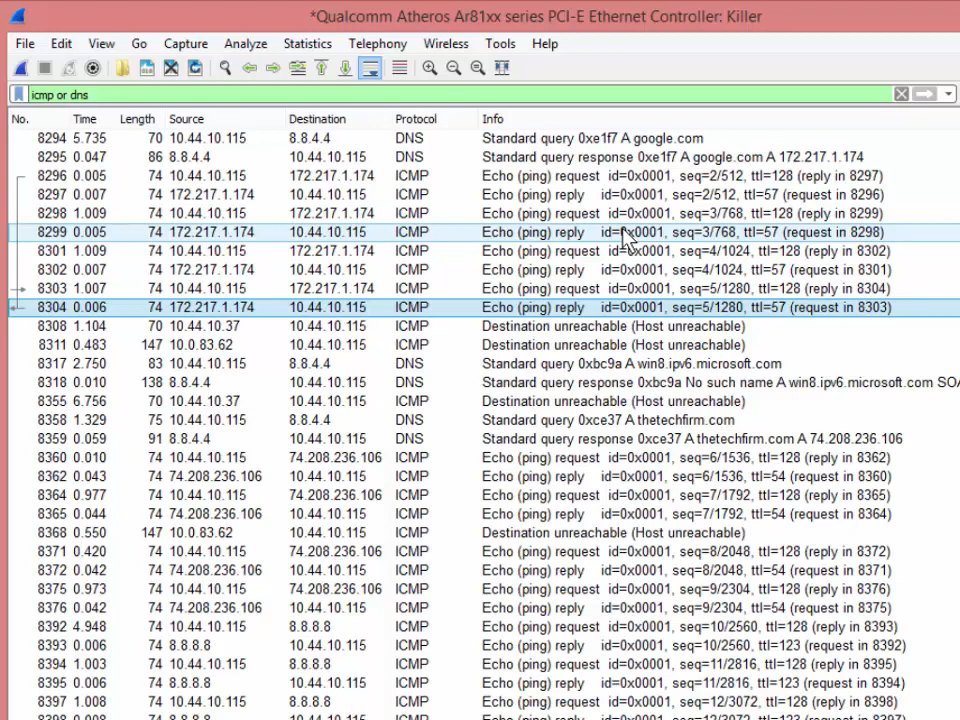 *Qualcomm Atheros Ar81xx series PCI-E Ethernet Controller: Killer
File Edit View Go Capture Analyze Statistics Telephony Wireless Tools Help
icmp or dns
No. Time Length Source Destination Protocol Info
8294 5.735 70 10.44.10.115 8.8.4.4 DNS Standard query 0xe1f7 A google.com
8295 0.047 86 8.8.4.4 10.44.10.115 DNS Standard query response 0xe1f7 A google.com A 172.217.1.174
8296 0.005 74 10.44.10.115 172.217.1.174 ICMP Echo (ping) request id=0x0001, seq=2/512, ttl=128 (reply in 8297)
8297 0.007 74 172.217.1.174 10.44.10.115 ICMP Echo (ping) reply id=0x0001, seq=2/512, ttl=57 (request in 8296)
8298 1.009 74 10.44.10.115 172.217.1.174 ICMP Echo (ping) request id=0x0001, seq=3/768, ttl=128 (reply in 8299)
8299 0.005 74 172.217.1.174 10.44.10.115 ICMP Echo (ping) reply id=0x0001, seq=3/768, ttl=57 (request in 8298)
8301 1.009 74 10.44.10.115 172.217.1.174 ICMP Echo (ping) request id=0x0001, seq=4/1024, ttl=128 (reply in 8302)
8302 0.007 74 172.217.1.174 10.44.10.115 ICMP Echo (ping) reply id=0x0001, seq=4/1024, ttl=57 (request in 8301)
8303 1.007 74 10.44.10.115 172.217.1.174 ICMP Echo (ping) request id=0x0001, seq=5/1280, ttl=128 (reply in 8304)
8304 0.006 74 172.217.1.174 10.44.10.115 ICMP Echo (ping) reply id=0x0001, seq=5/1280, ttl=57 (request in 8303)
8308 1.104 70 10.44.10.37 10.44.10.115 ICMP Destination unreachable (Host unreachable)
8311 0.483 147 10.0.83.62 10.44.10.115 ICMP Destination unreachable (Host unreachable)
8317 2.750 83 10.44.10.115 8.8.4.4 DNS Standard query 0xbc9a A win8.ipv6.microsoft.com
8318 0.010 138 8.8.4.4 10.44.10.115 DNS Standard query response 0xbc9a No such name A win8.ipv6.microsoft.com SOA
8355 6.756 70 10.44.10.37 10.44.10.115 ICMP Destination unreachable (Host unreachable)
8358 1.329 75 10.44.10.115 8.8.4.4 DNS Standard query 0xce37 A thetechfirm.com
8359 0.059 91 8.8.4.4 10.44.10.115 DNS Standard query response 0xce37 A thetechfirm.com A 74.208.236.106
8360 0.010 74 10.44.10.115 74.208.236.106 ICMP Echo (ping) request id=0x0001, seq=6/1536, ttl=128 (reply in 8362)
8362 0.043 74 74.208.236.106 10.44.10.115 ICMP Echo (ping) reply id=0x0001, seq=6/1536, ttl=54 (request in 8360)
8364 0.977 74 10.44.10.115 74.208.236.106 ICMP Echo (ping) request id=0x0001, seq=7/1792, ttl=128 (reply in 8365)
8365 0.044 74 74.208.236.106 10.44.10.115 ICMP Echo (ping) reply id=0x0001, seq=7/1792, ttl=54 (request in 8364)
8368 0.550 147 10.0.83.62 10.44.10.115 ICMP Destination unreachable (Host unreachable)
8371 0.420 74 10.44.10.115 74.208.236.106 ICMP Echo (ping) request id=0x0001, seq=8/2048, ttl=128 (reply in 8372)
8372 0.042 74 74.208.236.106 10.44.10.115 ICMP Echo (ping) reply id=0x0001, seq=8/2048, ttl=54 (request in 8371)
8375 0.973 74 10.44.10.115 74.208.236.106 ICMP Echo (ping) request id=0x0001, seq=9/2304, ttl=128 (reply in 8376)
8376 0.042 74 74.208.236.106 10.44.10.115 ICMP Echo (ping) reply id=0x0001, seq=9/2304, ttl=54 (request in 8375)
8392 4.948 74 10.44.10.115 8.8.8.8 ICMP Echo (ping) request id=0x0001, seq=10/2560, ttl=128 (reply in 8393)
8393 0.006 74 8.8.8.8 10.44.10.115 ICMP Echo (ping) reply id=0x0001, seq=10/2560, ttl=123 (request in 8392)
8394 1.003 74 10.44.10.115 8.8.8.8 ICMP Echo (ping) request id=0x0001, seq=11/2816, ttl=128 (reply in 8395)
8395 0.006 74 8.8.8.8 10.44.10.115 ICMP Echo (ping) reply id=0x0001, seq=11/2816, ttl=123 (request in 8394)
8397 1.008 74 10.44.10.115 8.8.8.8 ICMP Echo (ping) request id=0x0001, seq=12/3072, ttl=128 (reply in 8398)